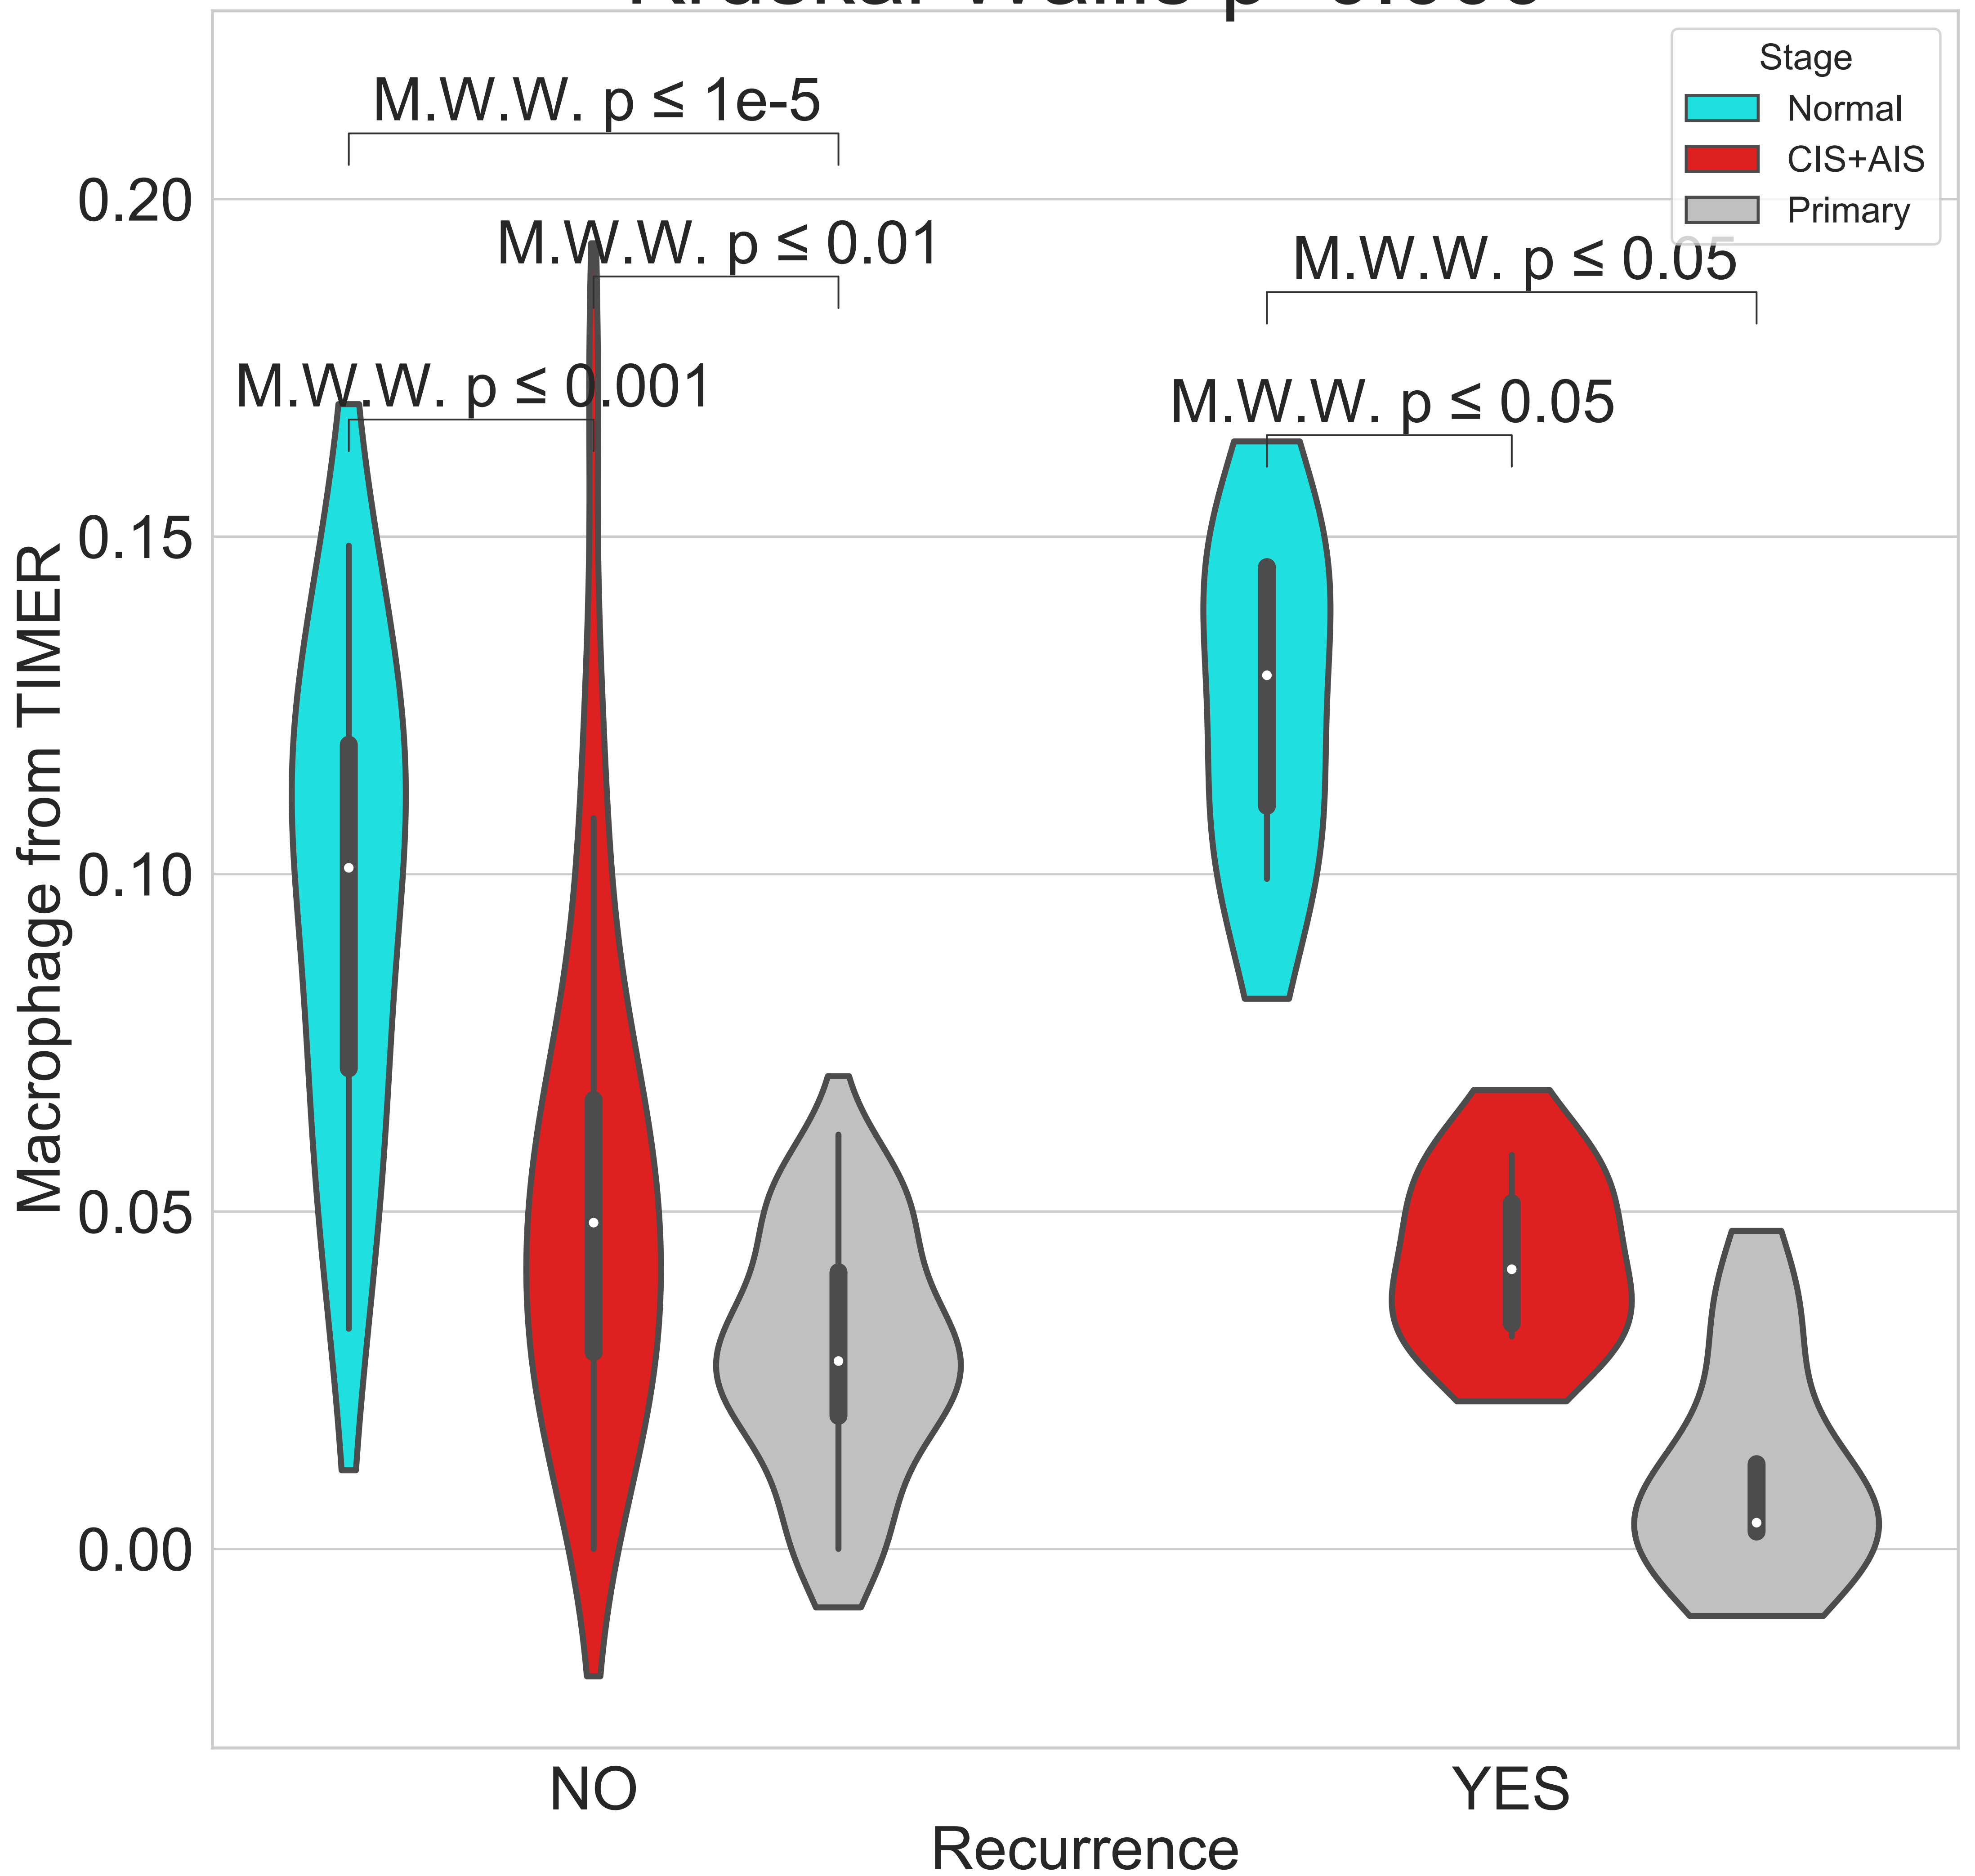 Stage
Normal
CIS+AIS
Primary
M.W.W. p ≤ 1e-5
M.W.W. p ≤ 0.01
M.W.W. p ≤ 0.05
M.W.W. p ≤ 0.001
M.W.W. p ≤ 0.05
Macrophage from TIMER
0.20
0.15
0.10
0.05
0.00
NO
YES
Recurrence